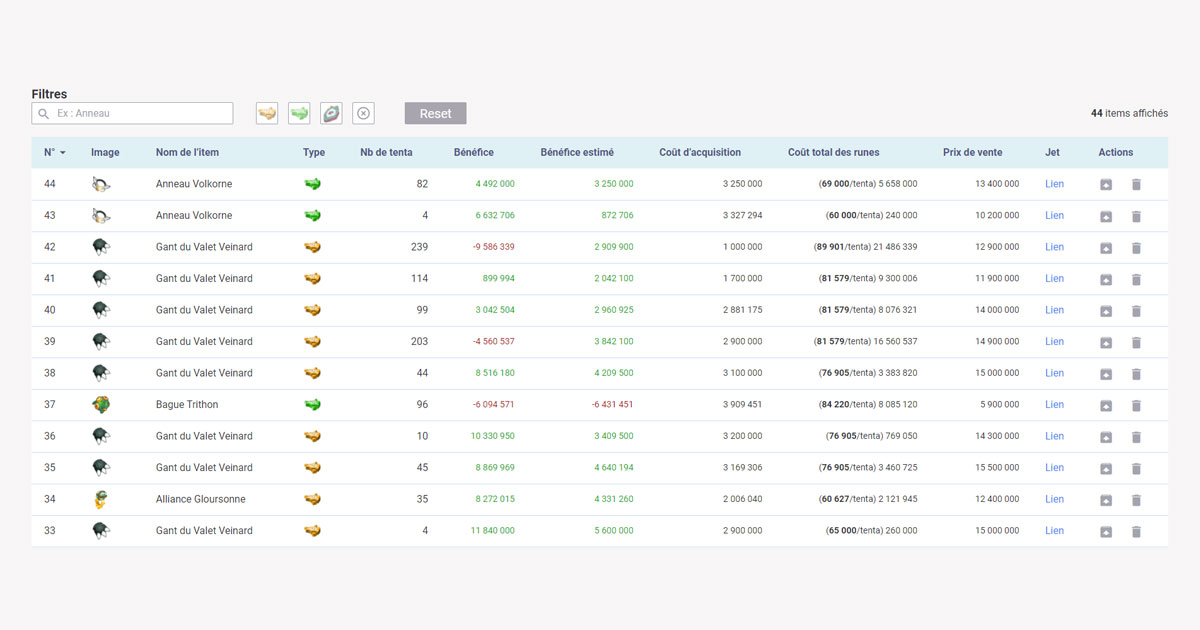 Filtres
Ex : Anneau
Reset
44 items affichés
N° Image Nom de l'item Type Nb de tenta Bénéfice Bénéfice estimé Coût d'acquisition Coût total des runes Prix de vente Jet Actions
44 Anneau Volkorne 82 4 492 000 3 250 000 3 250 000 (69 000/tenta) 5 658 000 13 400 000 Lien
43 Anneau Volkorne 4 6 632 706 872 706 3 327 294 (60 000/tenta) 240 000 10 200 000 Lien
42 Gant du Valet Veinard 239 -9 586 339 2 909 900 1 000 000 (89 901/tenta) 21 486 339 12 900 000 Lien
41 Gant du Valet Veinard 114 899 994 2 042 100 1 700 000 (81 579/tenta) 9 300 006 11 900 000 Lien
40 Gant du Valet Veinard 99 3 042 504 2 960 925 2 881 175 (81 579/tenta) 8 076 321 14 000 000 Lien
39 Gant du Valet Veinard 203 -4 560 537 3 842 100 2 900 000 (81 579/tenta) 16 560 537 14 900 000 Lien
38 Gant du Valet Veinard 44 8 516 180 4 209 500 3 100 000 (76 905/tenta) 3 383 820 15 000 000 Lien
37 Bague Trithon 96 -6 094 571 -6 431 451 3 909 451 (84 220/tenta) 8 085 120 5 900 000 Lien
36 Gant du Valet Veinard 10 10 330 950 3 409 500 3 200 000 (76 905/tenta) 769 050 14 300 000 Lien
35 Gant du Valet Veinard 45 8 869 969 4 640 194 3 169 306 (76 905/tenta) 3 460 725 15 500 000 Lien
34 Alliance Gloursonne 35 8 272 015 4 331 260 2 006 040 (60 627/tenta) 2 121 945 12 400 000 Lien
33 Gant du Valet Veinard 4 11 840 000 5 600 000 2 900 000 (65 000/tenta) 260 000 15 000 000 Lien